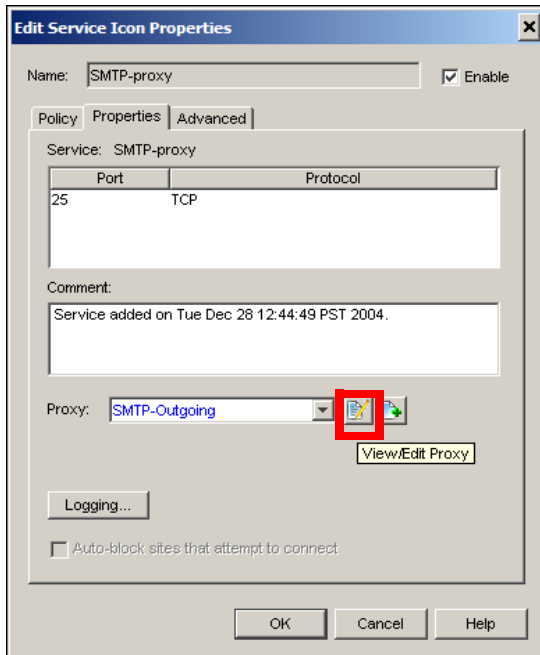 Edit Service Icon Properties
Name: SMTP-proxy Enable
Policy Properties Advanced
Service: SMTP-proxy
Port Protocol
25 TCP
Comment:
Service added on Tue Dec 28 12:44:49 PST 2004.
Proxy: SMTP-Outgoing
View/Edit Proxy
Logging...
Auto-block sites that attempt to connect
OK Cancel Help